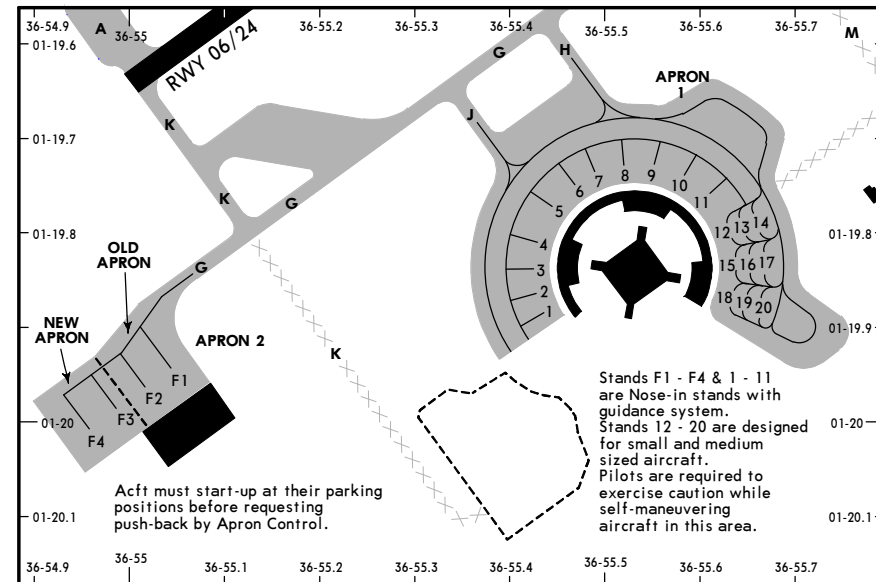 36-54.9 36-55 36-55.2 36-55.3 36-55.4 36-55.5 36-55.6 36-55.7
01-19.6
A
RWY 06/24
G
H
APRON
1
M
K
J
01-19.7
K
G
8
9
7
10
6
11
5
4
3
2
1
12 13 14
15 16 17
18 19 20
01-19.8
01-19.8
OLD
APRON
G
NEW
APRON
APRON 2
K
01-19.9
F1
F2
F3
F4
01-20
01-20
Stands F1 - F4 & 1 - 11
are Nose-in stands with
guidance system.
Stands 12 - 20 are designed
for small and medium
sized aircraft.
Pilots are required to
exercise caution while
self-maneuvering
aircraft in this area.
Acft must start-up at their parking
positions before requesting
push-back by Apron Control.
01-20.1
01-20.1
36-54.9 36-55 36-55.1 36-55.2 36-55.3 36-55.4 36-55.5 36-55.6 36-55.7